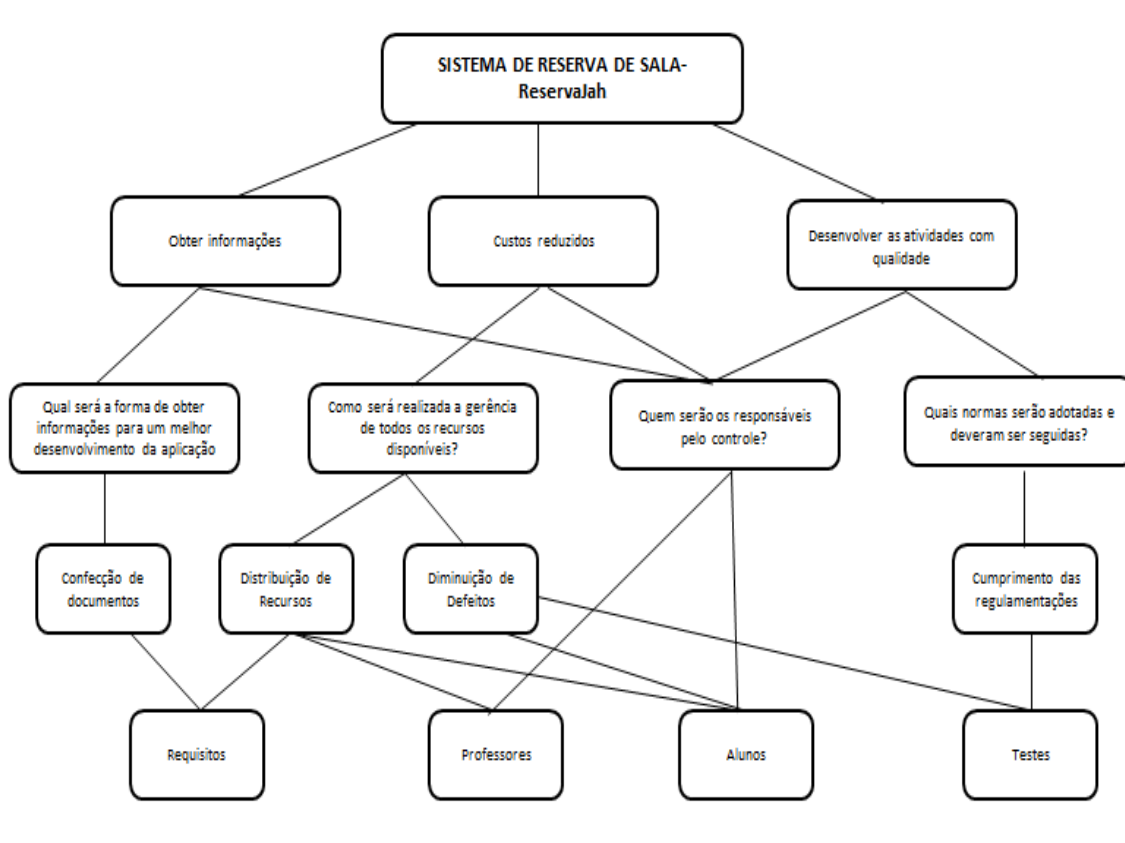 SISTEMA DE RESERVA DE SALA-
ReservaJah
Obter informações
Custos reduzidos
Desenvolver as atividades com
qualidade
Qual será a forma de obter
informações para um melhor
desenvolvimento da aplicação
Como será realizada a gerência
de todos os recursos
disponíveis?
Quem serão os responsáveis
pelo controle?
Quais normas serão adotadas e
deveram ser seguidas?
Confecção de
documentos
Distribuição de
Recursos
Diminuição de
Defeitos
Cumprimento das
regulamentações
Requisitos
Professores
Alunos
Testes